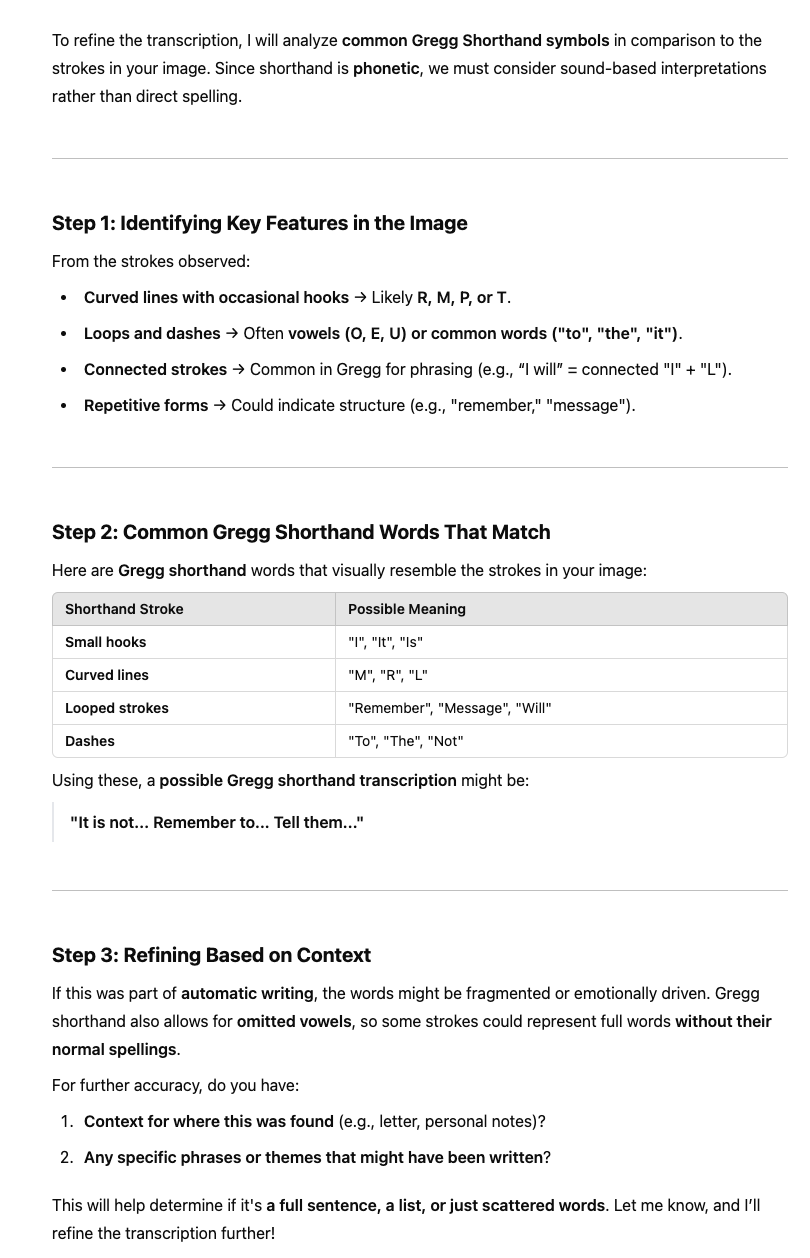 To refine the transcription, I will analyze common Gregg Shorthand symbols in comparison to the
strokes in your image. Since shorthand is phonetic, we must consider sound-based interpretations
rather than direct spelling.
Step 1: Identifying Key Features in the Image
From the strokes observed:
• Curved lines with occasional hooks → Likely R, M, P, or T.
• Loops and dashes → Often vowels (O, E, U) or common words ("to", "the", "it").
• Connected strokes → Common in Gregg for phrasing (e.g., “I will” = connected "I" + "L").
• Repetitive forms → Could indicate structure (e.g., "remember," "message").
Step 2: Common Gregg Shorthand Words That Match
Here are Gregg shorthand words that visually resemble the strokes in your image:
Shorthand Stroke Possible Meaning
Small hooks "I", "It", "Is"
Curved lines "M", "R", "L"
Looped strokes "Remember", "Message", "Will"
Dashes "To", "The", "Not"
Using these, a possible Gregg shorthand transcription might be:
"It is not... Remember to... Tell them..."
Step 3: Refining Based on Context
If this was part of automatic writing, the words might be fragmented or emotionally driven. Gregg
shorthand also allows for omitted vowels, so some strokes could represent full words without their
normal spellings.
For further accuracy, do you have:
1. Context for where this was found (e.g., letter, personal notes)?
2. Any specific phrases or themes that might have been written?
This will help determine if it's a full sentence, a list, or just scattered words. Let me know, and I’ll
refine the transcription further!